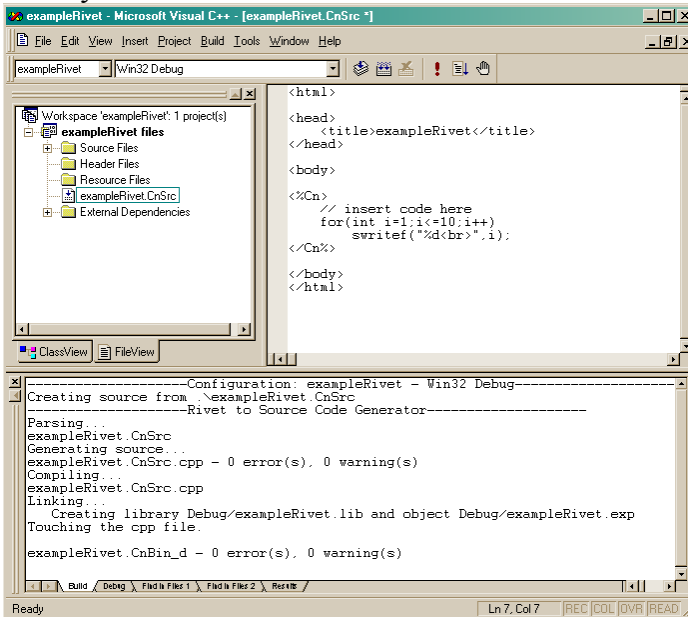 exampleRivet - Microsoft Visual C++ - [exampleRivet.CnSrc *]
File Edit View Insert Project Build Tools Window Help
exampleRivet Win32 Debug
Workspace 'exampleRivet': 1 project(s)
exampleRivet files
Source Files
Header Files
Resource Files
exampleRivet.CnSrc
External Dependencies
ClassView FileView
<html>
<head>
<title>exampleRivet</title>
</head>
<body>
<%Cn>
// insert code here
for(int i=1;i<=10;i++)
swritef("%d<br>",i);
</Cn%>
</body>
</html>
--------------------Configuration: exampleRivet - Win32 Debug--------------------
Creating source from .\exampleRivet.CnSrc
--------------------Rivet to Source Code Generator--------------------
Parsing...
exampleRivet.CnSrc
Generating source...
exampleRivet.CnSrc.cpp - 0 error(s), 0 warning(s)
Compiling...
exampleRivet.CnSrc.cpp
Linking...
Creating library Debug/exampleRivet.lib and object Debug/exampleRivet.exp
Touching the cpp file.
exampleRivet.CnBin_d - 0 error(s), 0 warning(s)
Build Debug Find in Files 1 Find in Files 2 Results
Ready Ln 7, Col 7 REC COL OVR READ